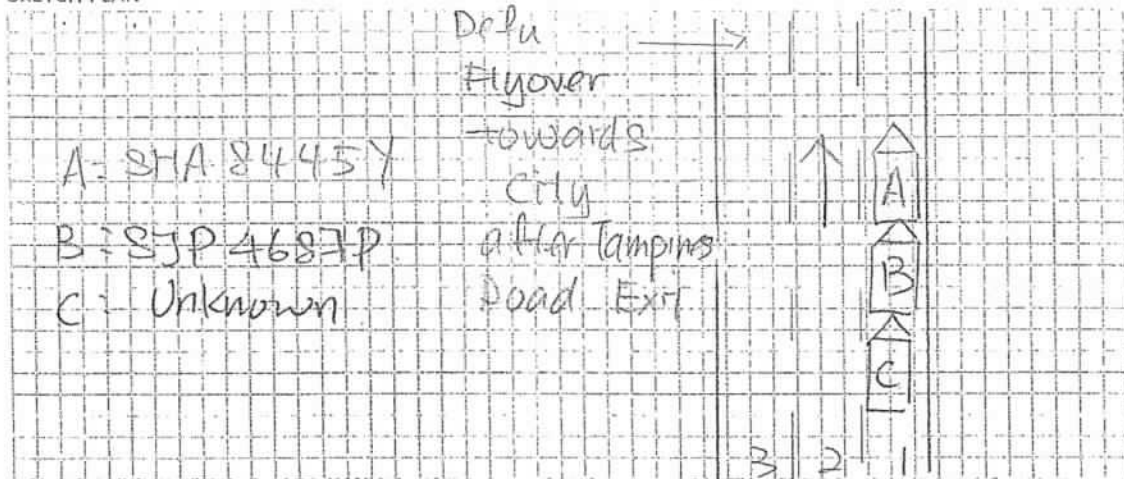 Defu
Flyover
towards
City
after Tampines
Road Exit
A: SHA 8445Y
B: SJP 4687P
C: Unknown
A
B
C
3 2 1